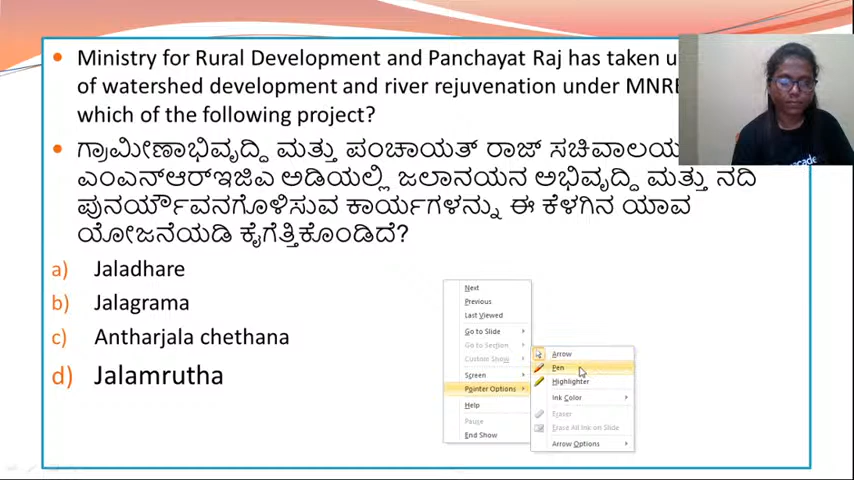 Ministry for Rural Development and Panchayat Raj has taken
of watershed development and river rejuvenation under
which of the following project?
ಗ್ರಾಮೀಣಾಭಿವೃದ್ಧಿ ಮತ್ತು ಪಂಚಾಯತ್ ರಾಜ್ ಸಚಿವಾಲಯ
ಎಂಎನ್ಆರ್ಇಜಿಎ ಅಡಿಯಲ್ಲಿ ಜಲಾನಯನ ಅಭಿವೃದ್ಧಿ ಮತ್ತು ನದಿ
ಪುನರ್ಯೌವನಗೊಳಿಸುವ ಕಾರ್ಯಗಳನ್ನು ಈ ಕೆಳಗಿನ ಯಾವ
ಯೋಜನೆಯಡಿ ಕೈಗೆತ್ತಿಕೊಂಡಿದೆ?
a) Jaladhare
b) Jalagrama
c) Antharjala chethana
d) Jalamrutha
Next
Previous
Last Viewed
Go to Slide
Go to Section
Custom Show
Screen
Pointer Options
Help
Pause
End Show
Arrow
Pen
Highlighter
Ink Color
Eraser
Erase All Ink on Slide
Arrow Options